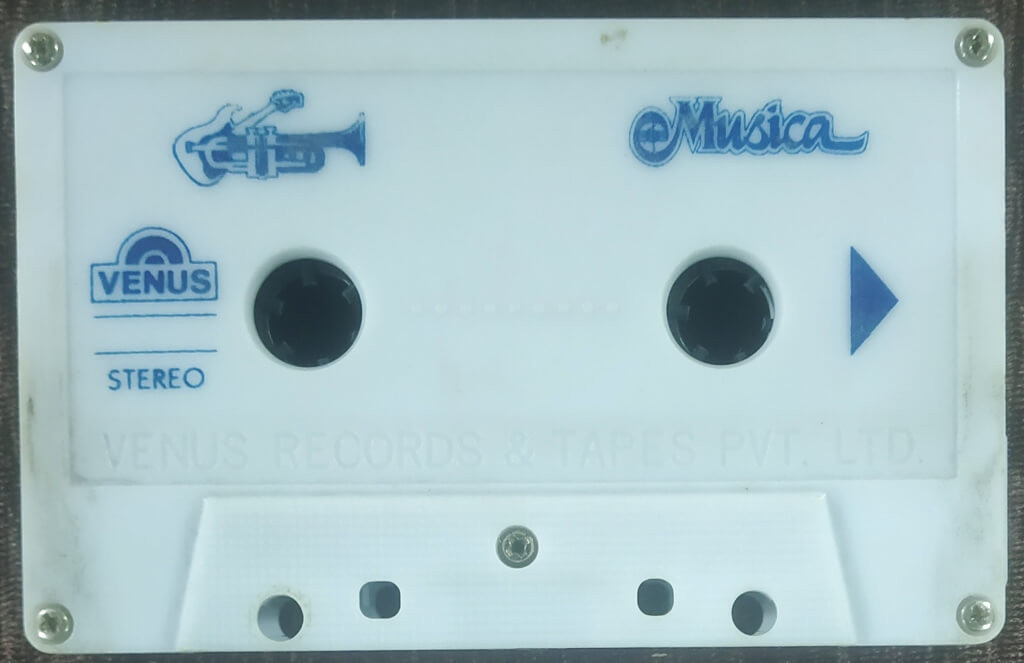 Musica
VENUS
STEREO
VENUS RECORDS & TAPES PVT. LTD.